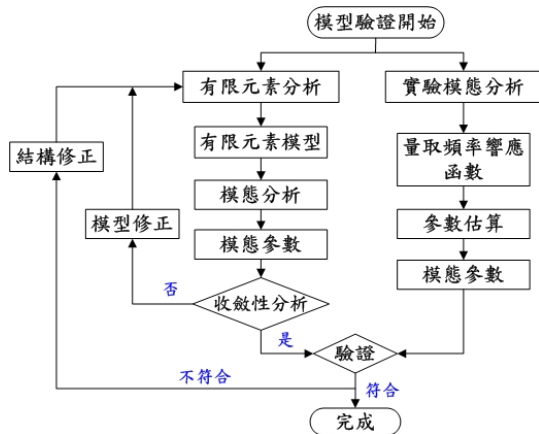 模型驗證開始
有限元素分析
實驗模態分析
有限元素模型
量取頻率響應
函數
結構修正
模態分析
模型修正
參數估算
模態參數
模態參數
否
收斂性分析
是
驗證
不符合
符合
完成